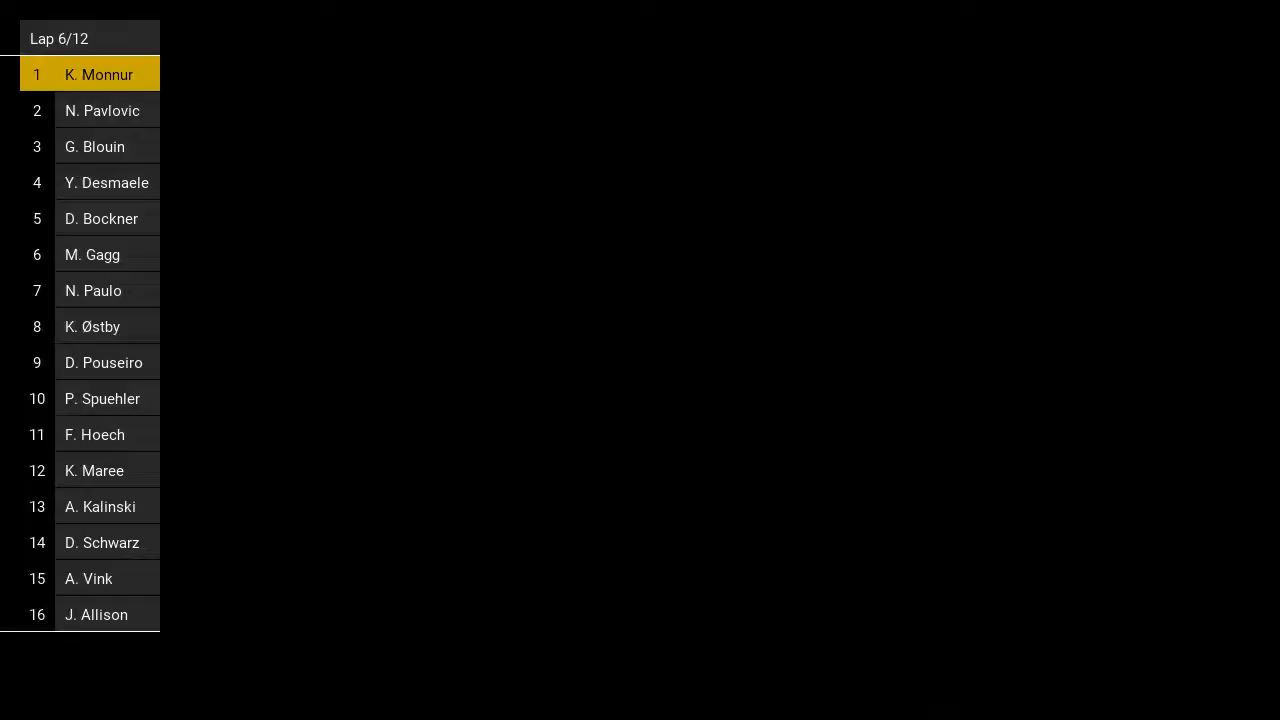 Lap 6/12
1 K. Monnur
2 N. Pavlovic
3 G. Blouin
4 Y. Desmaele
5 D. Bockner
6 M. Gagg
7 N. Paulo
8 K. Østby
9 D. Pouseiro
10 P. Spuehler
11 F. Hoech
12 K. Maree
13 A. Kalinski
14 D. Schwarz
15 A. Vink
16 J. Allison